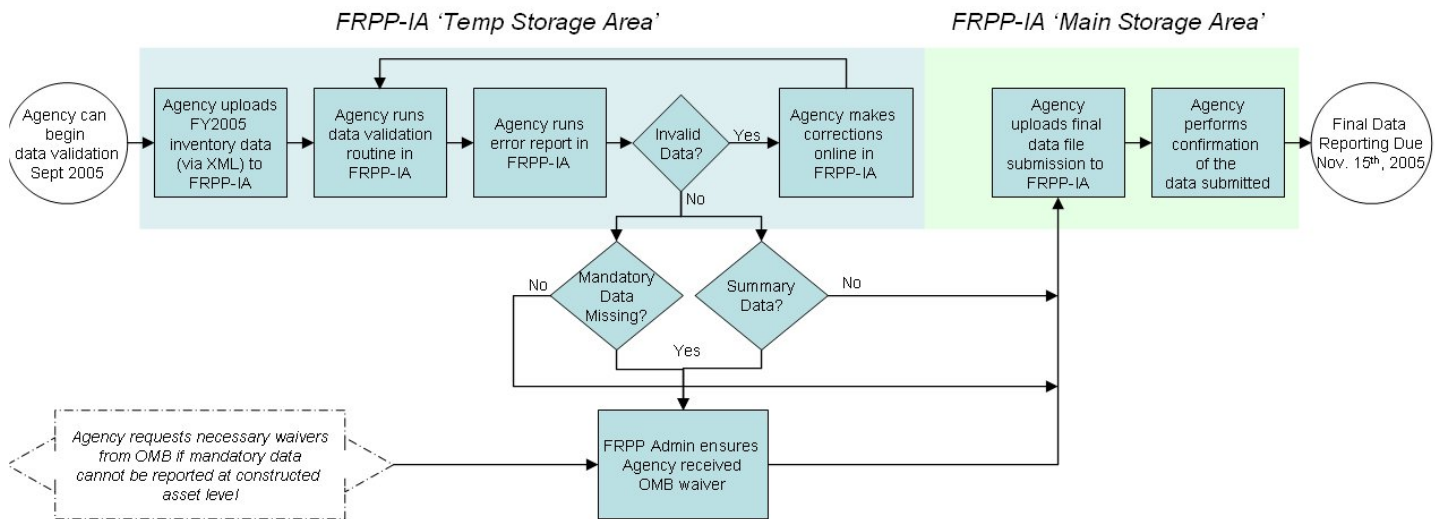 FRPP-IA ‘Temp Storage Area’
FRPP-IA ‘Main Storage Area’
Agency can
begin
data validation
Sept 2005
Agency uploads
FY2005
inventory data
(via XML) to
FRPP-IA
Agency runs
data validation
routine in
FRPP-IA
Agency runs
error report in
FRPP-IA
Invalid
Data?
Yes
Agency makes
corrections
online in
FRPP-IA
Agency
uploads final
data file
submission to
FRPP-IA
Agency
performs
confirmation
of the
data submitted
Final Data
Reporting Due
Nov. 15th, 2005
No
No
Mandatory
Data
Missing?
Summary
Data?
No
Yes
Agency requests necessary waivers
from OMB if mandatory data
cannot be reported at constructed
asset level
FRPP Admin ensures
Agency received
OMB waiver